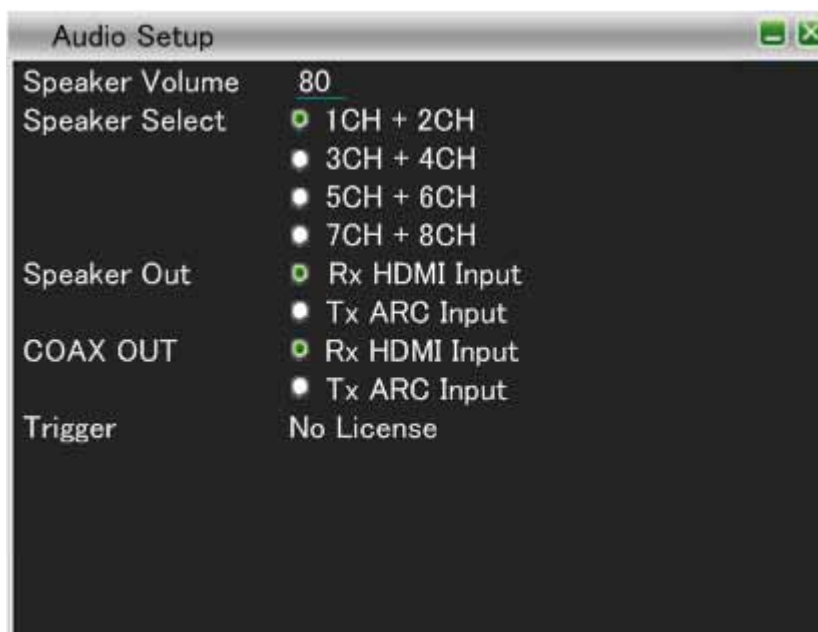 Audio Setup
Speaker Volume 80
Speaker Select 1CH + 2CH
3CH + 4CH
5CH + 6CH
7CH + 8CH
Speaker Out Rx HDMI Input
Tx ARC Input
COAX OUT Rx HDMI Input
Tx ARC Input
Trigger No License